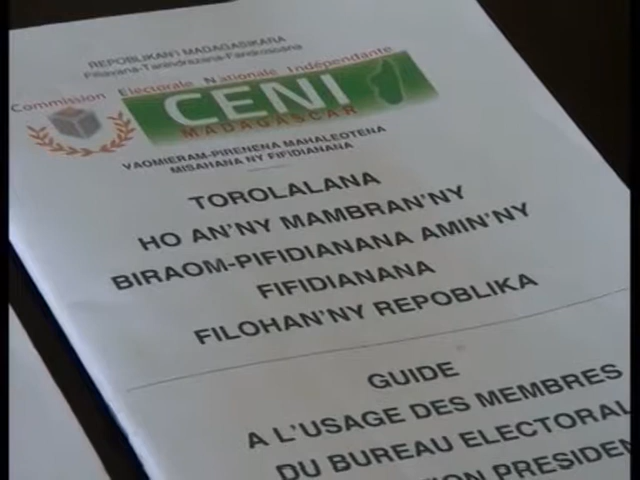 REPOBLIKAN'I MADAGASIKARA
Fitiavana-Tanindrazana-Fandrosoana
Commission Electorale Nationale Indépendante
CENI
MADAGASCAR
VAOMIERAM-PIRENENA MAHALEOTENA
MISAHANA NY FIFIDIANANA
TOROLALANA
HO AN'NY MAMBRAN'NY
BIRAOM-PIFIDIANANA AMIN'NY
FIFIDIANANA
FILOHAN'NY REPOBLIKA
GUIDE
A L'USAGE DES MEMBRES
DU BUREAU ELECTORAL